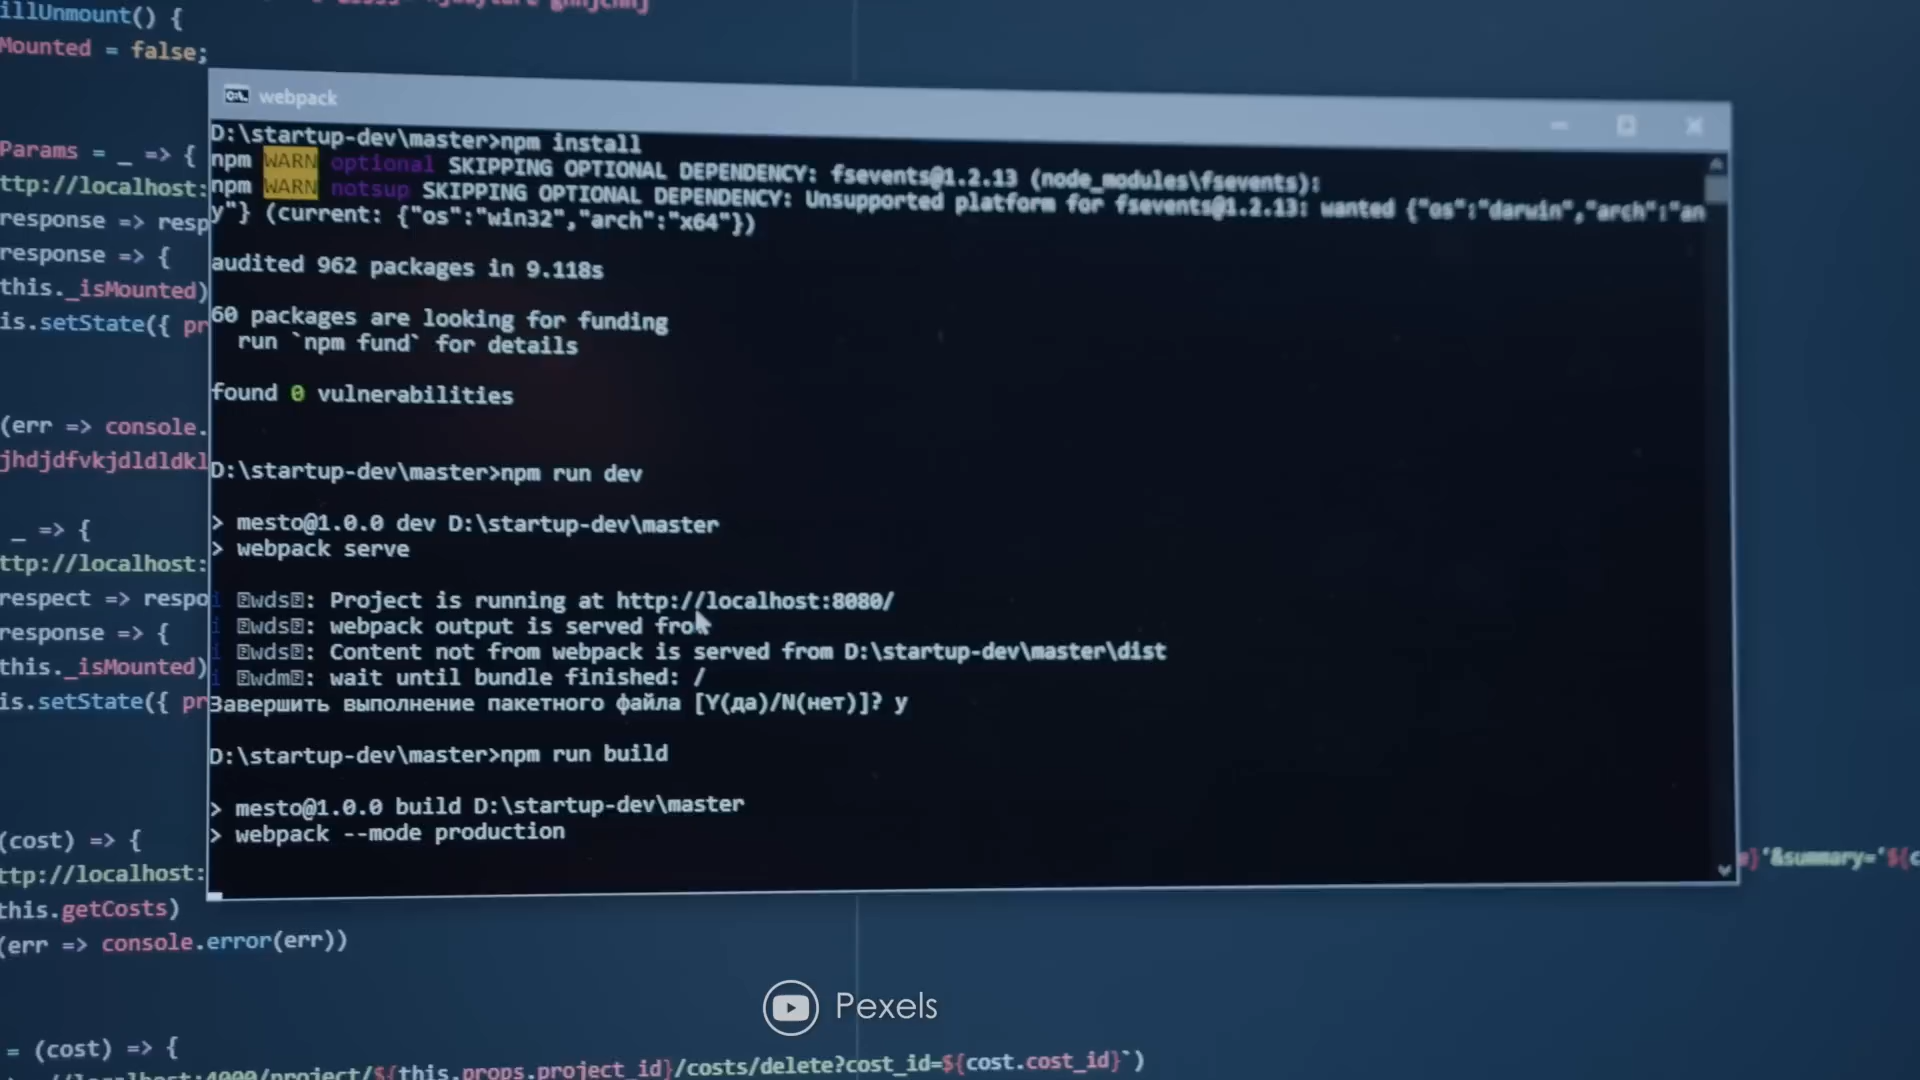 illUnmount() {
Mounted = false;
webpack
D:\startup-dev\master>npm install
npm WARN optional SKIPPING OPTIONAL DEPENDENCY: fsevents@1.2.13 (node_modules\fsevents):
npm WARN notsup SKIPPING OPTIONAL DEPENDENCY: Unsupported platform for fsevents@1.2.13: wanted {"os":"darwin","arch":"an
y"} (current: {"os":"win32","arch":"x64"})
audited 962 packages in 9.118s
60 packages are looking for funding
run `npm fund` for details
found 0 vulnerabilities
D:\startup-dev\master>npm run dev
> mesto@1.0.0 dev D:\startup-dev\master
> webpack serve
i ｢wds｣: Project is running at http://localhost:8080/
i ｢wds｣: webpack output is served from
i ｢wds｣: Content not from webpack is served from D:\startup-dev\master\dist
i ｢wdm｣: wait until bundle finished: /
Завершить выполнение пакетного файла [Y(да)/N(нет)]? y
D:\startup-dev\master>npm run build
> mesto@1.0.0 build D:\startup-dev\master
> webpack --mode production
Params = _ => {
ttp://localhost:
response => resp
response => {
this._isMounted)
is.setState({ pr
(err => console.
jhdjdfvkjdldldkl
_ => {
ttp://localhost:
respect => respo
response => {
this._isMounted)
is.setState({ pr
(cost) => {
ttp://localhost:
}'&summary='${c
this.getCosts)
(err => console.error(err))
Pexels
= (cost) => {
localhost:4000/project/${this.props.project_id}/costs/delete?cost_id=${cost.cost_id}`)